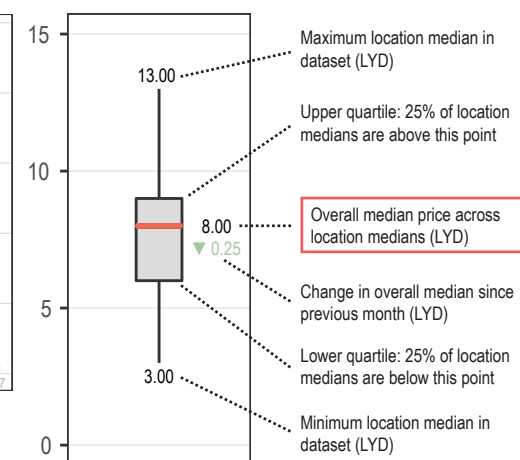 15
10
5
0
13.00
8.00
▼ 0.25
3.00
Maximum location median in
dataset (LYD)
Upper quartile: 25% of location
medians are above this point
Overall median price across
location medians (LYD)
Change in overall median since
previous month (LYD)
Lower quartile: 25% of location
medians are below this point
Minimum location median in
dataset (LYD)